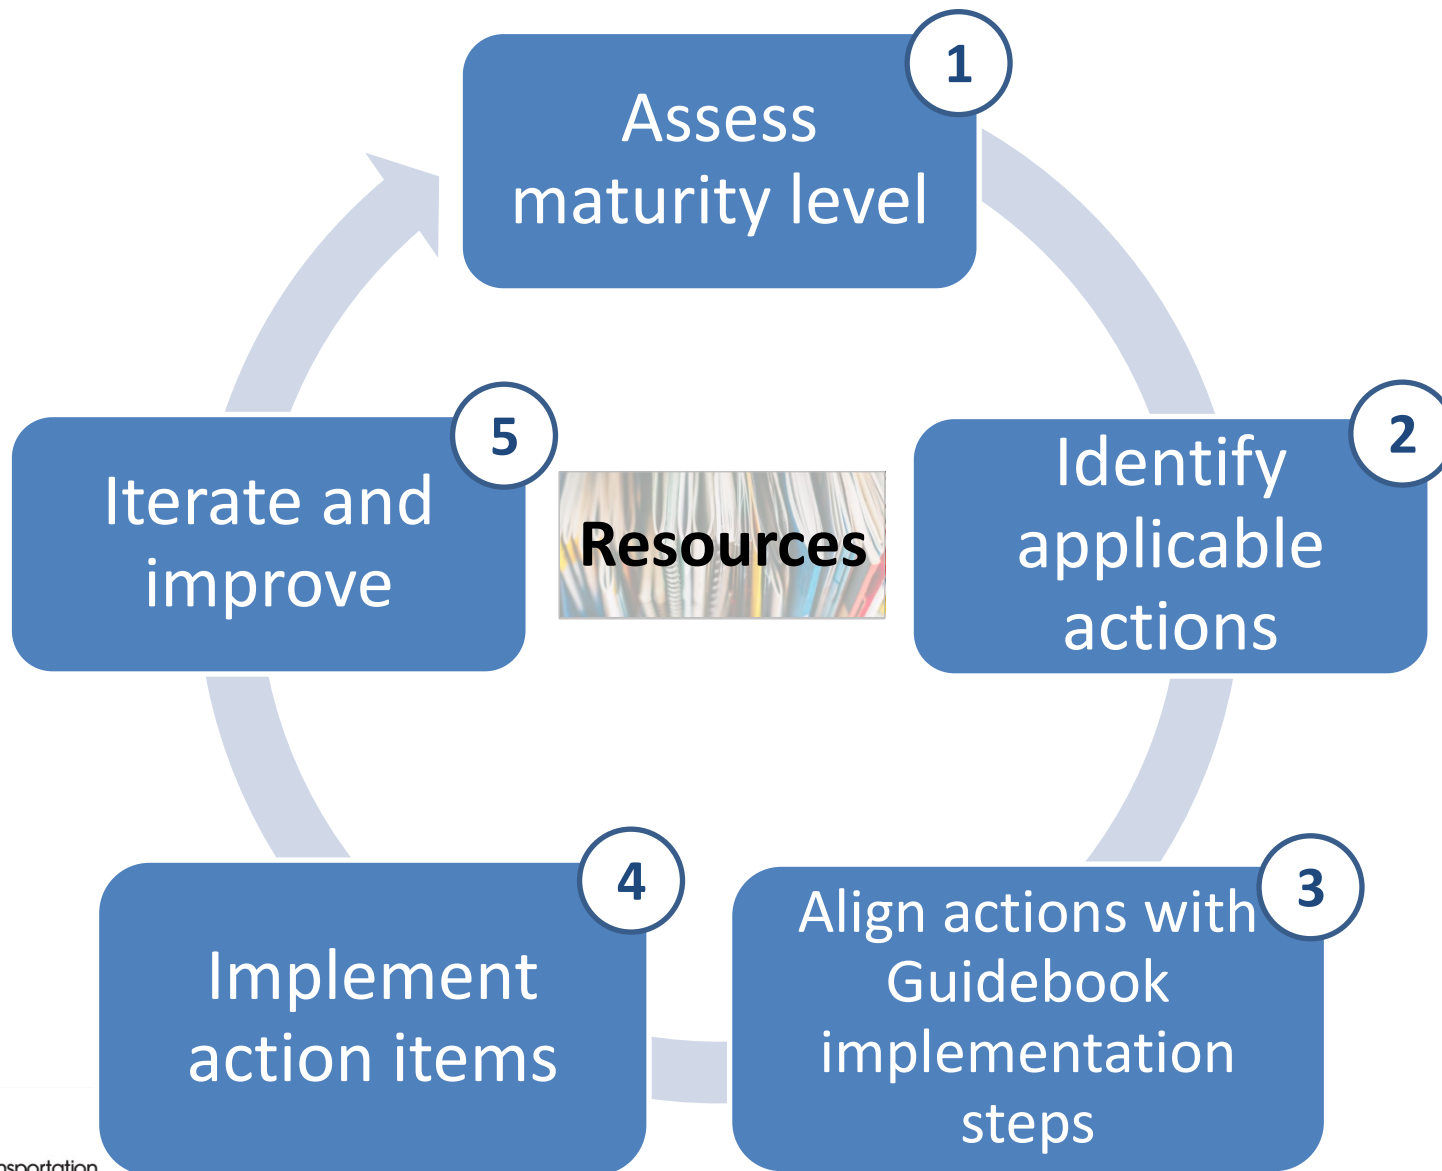 1
Assess
maturity level
2
Identify
applicable
actions
3
Align actions with
Guidebook
implementation
steps
4
Implement
action items
5
Iterate and
improve
Resources